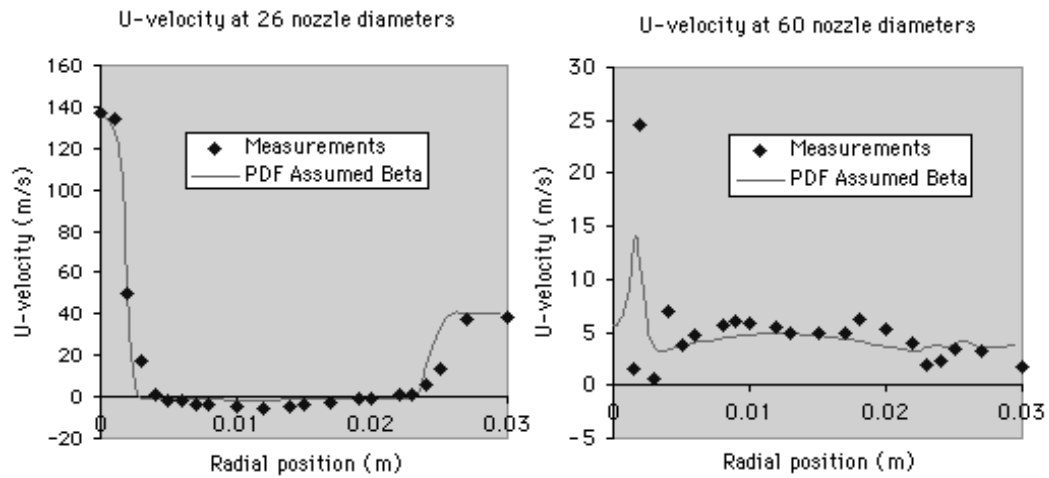 U-velocity at 26 nozzle diameters
160
140
120
100
80
60
40
20
0
-20
U-velocity (m/s)
Measurements
PDF Assumed Beta
0
0.01
0.02
0.03
Radial position (m)
U-velocity at 60 nozzle diameters
30
25
20
15
10
5
0
-5
U-velocity (m/s)
Measurements
PDF Assumed Beta
0
0.01
0.02
0.03
Radial position (m)